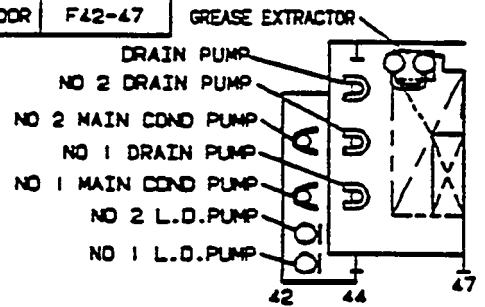 DOR F42-47
GREASE EXTRACTOR
DRAIN PUMP
NO 2 DRAIN PUMP
NO 2 MAIN COND PUMP
NO 1 DRAIN PUMP
NO 1 MAIN COND PUMP
NO 2 L.O.PUMP
NO 1 L.O.PUMP
42 44 47